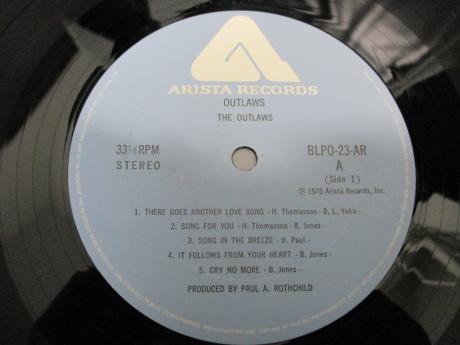 ARISTA RECORDS
OUTLAWS
THE OUTLAWS
33⅓ RPM
STEREO
BLPO-23-AR
A
(Side 1)
Ⓟ 1975 Arista Records, Inc.
1. THERE GOES ANOTHER LOVE SONG - H. Thomasson - B. L. Yoho -
2. SONG FOR YOU - H. Thomasson - B. Jones -
3. SONG IN THE BREEZE - H. Paul -
4. IT FOLLOWS FROM YOUR HEART - B. Jones -
5. CRY NO MORE - B. Jones -
PRODUCED BY PAUL A. ROTHCHILD